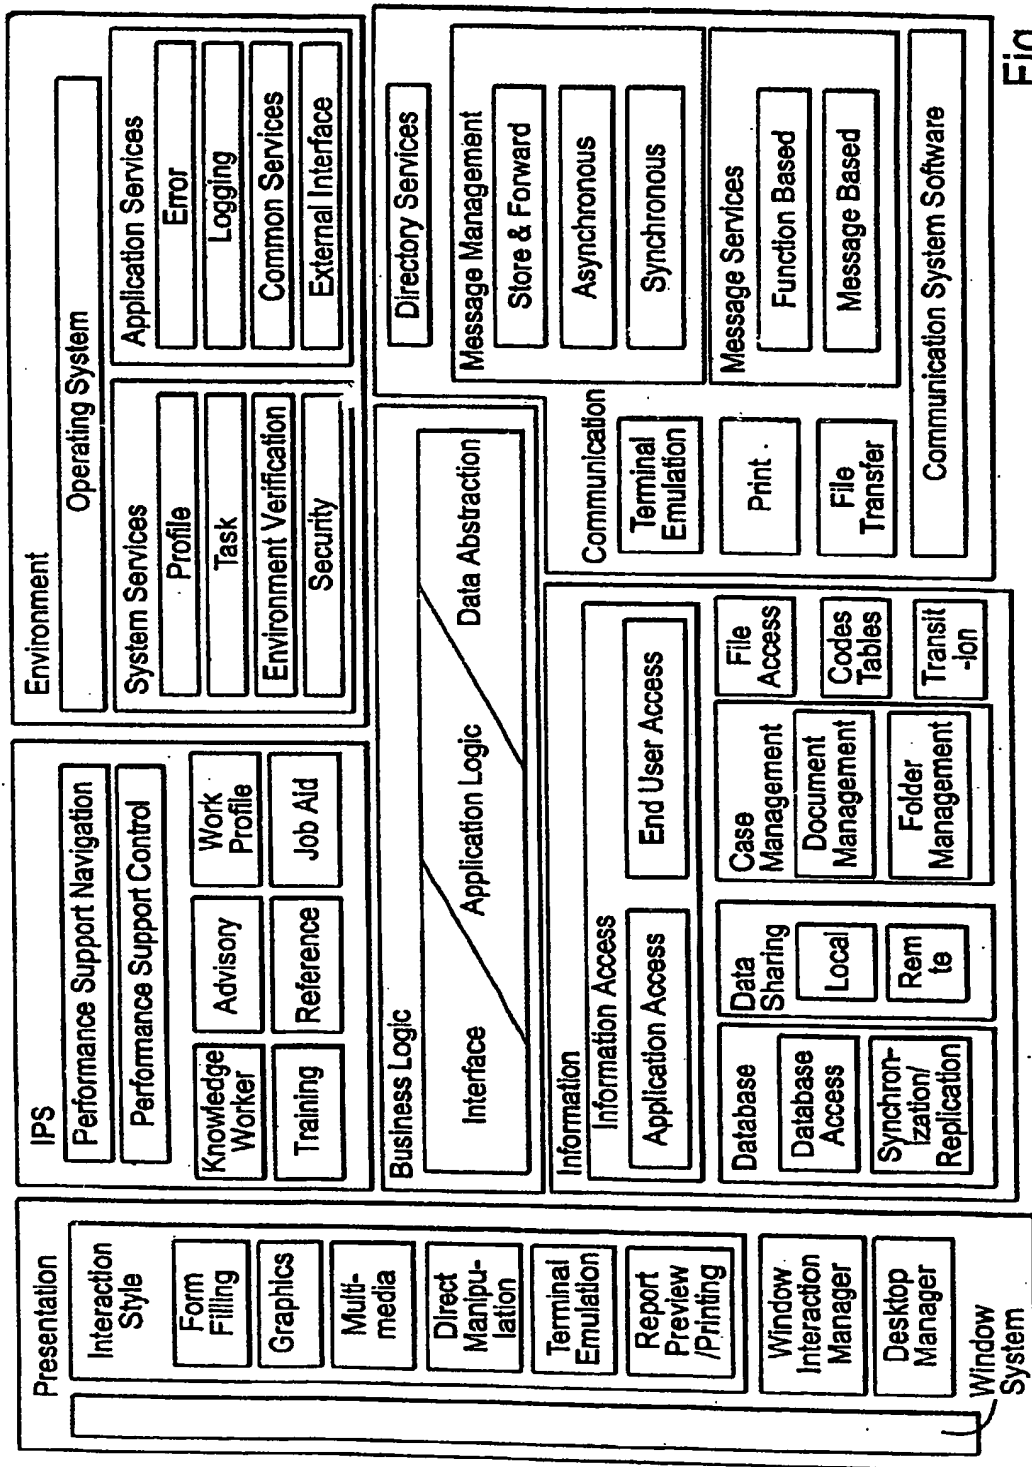 Presentation
Interaction
Style
Form
Filling
Graphics
Multi-
media
Direct
Manipu-
lation
Terminal
Emulation
Report
Preview
/Printing
Window
Interaction
Manager
Desktop
Manager
Window
System
IPS
Performance Support Navigation
Performance Support Control
Knowledge
Worker
Advisory
Work
Profile
Training
Reference
Job Aid
Environment
Operating System
System Services
Profile
Task
Environment Verification
Security
Application Services
Error
Logging
Common Services
External Interface
Business Logic
Interface
Application Logic
Data Abstraction
Information
Information Access
Application Access
End User Access
Database
Database
Access
Synchron-
ization/
Replication
Data
Sharing
Local
Rem
te
Case
Management
Document
Management
Folder
Management
File
Access
Codes
Tables
Transit
-ion
Communication
Terminal
Emulation
Print
File
Transfer
Directory Services
Message Management
Store & Forward
Asynchronous
Synchronous
Message Services
Function Based
Message Based
Communication System Software
Fig